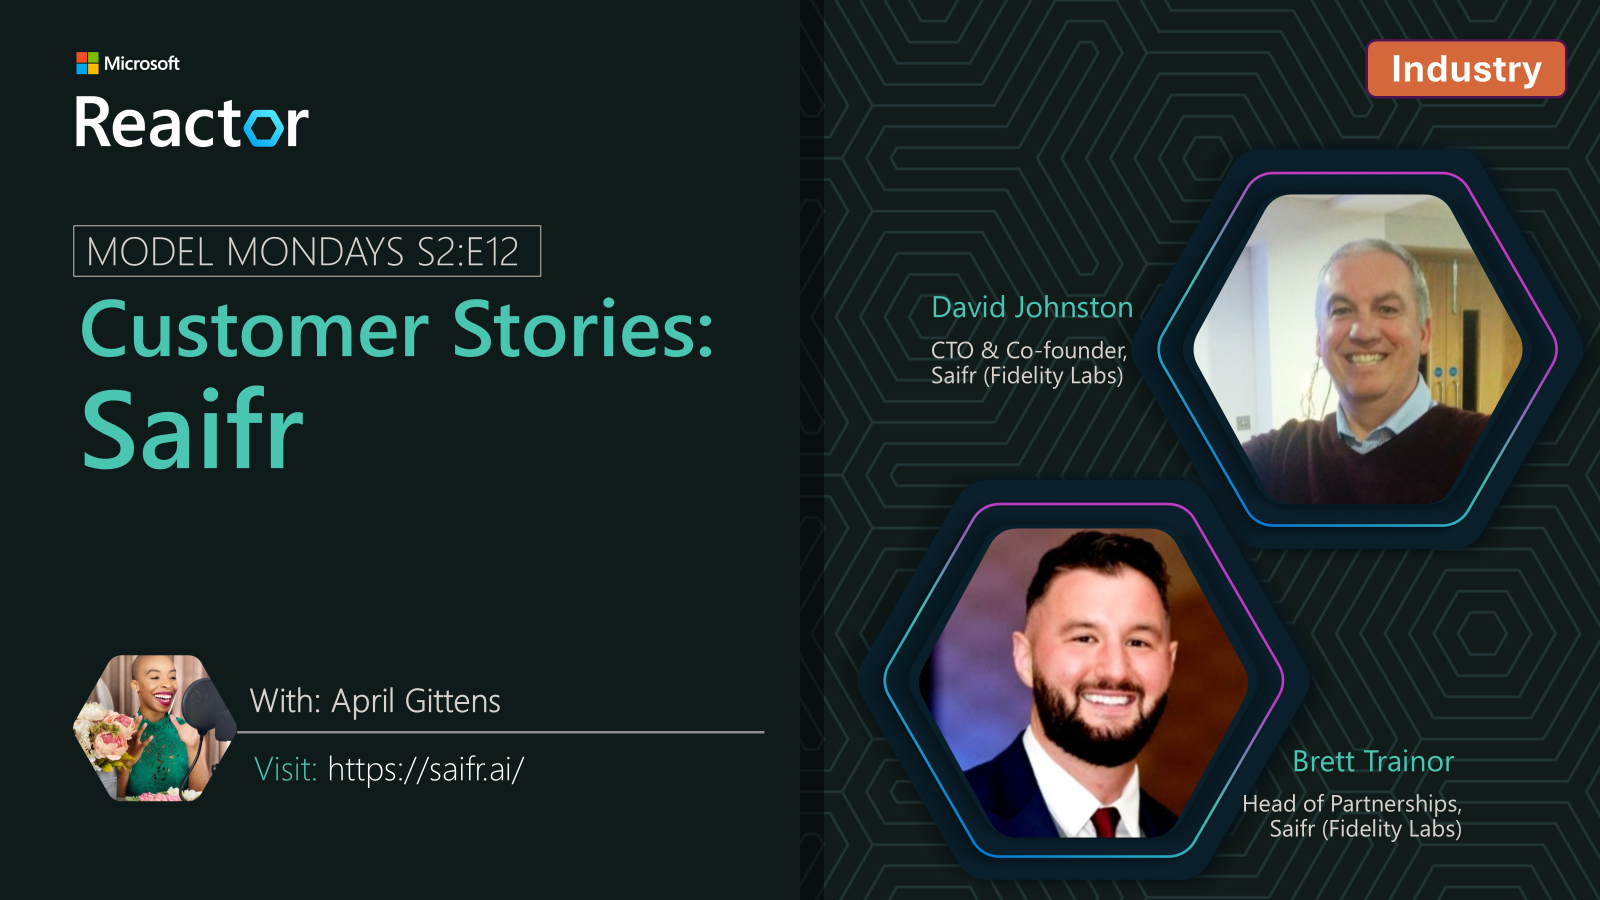 Microsoft
Reactor
Industry
MODEL MONDAYS S2:E12
Customer Stories:
Saifr
David Johnston
CTO & Co-founder,
Saifr (Fidelity Labs)
With: April Gittens
Visit: https://saifr.ai/
Brett Trainor
Head of Partnerships,
Saifr (Fidelity Labs)